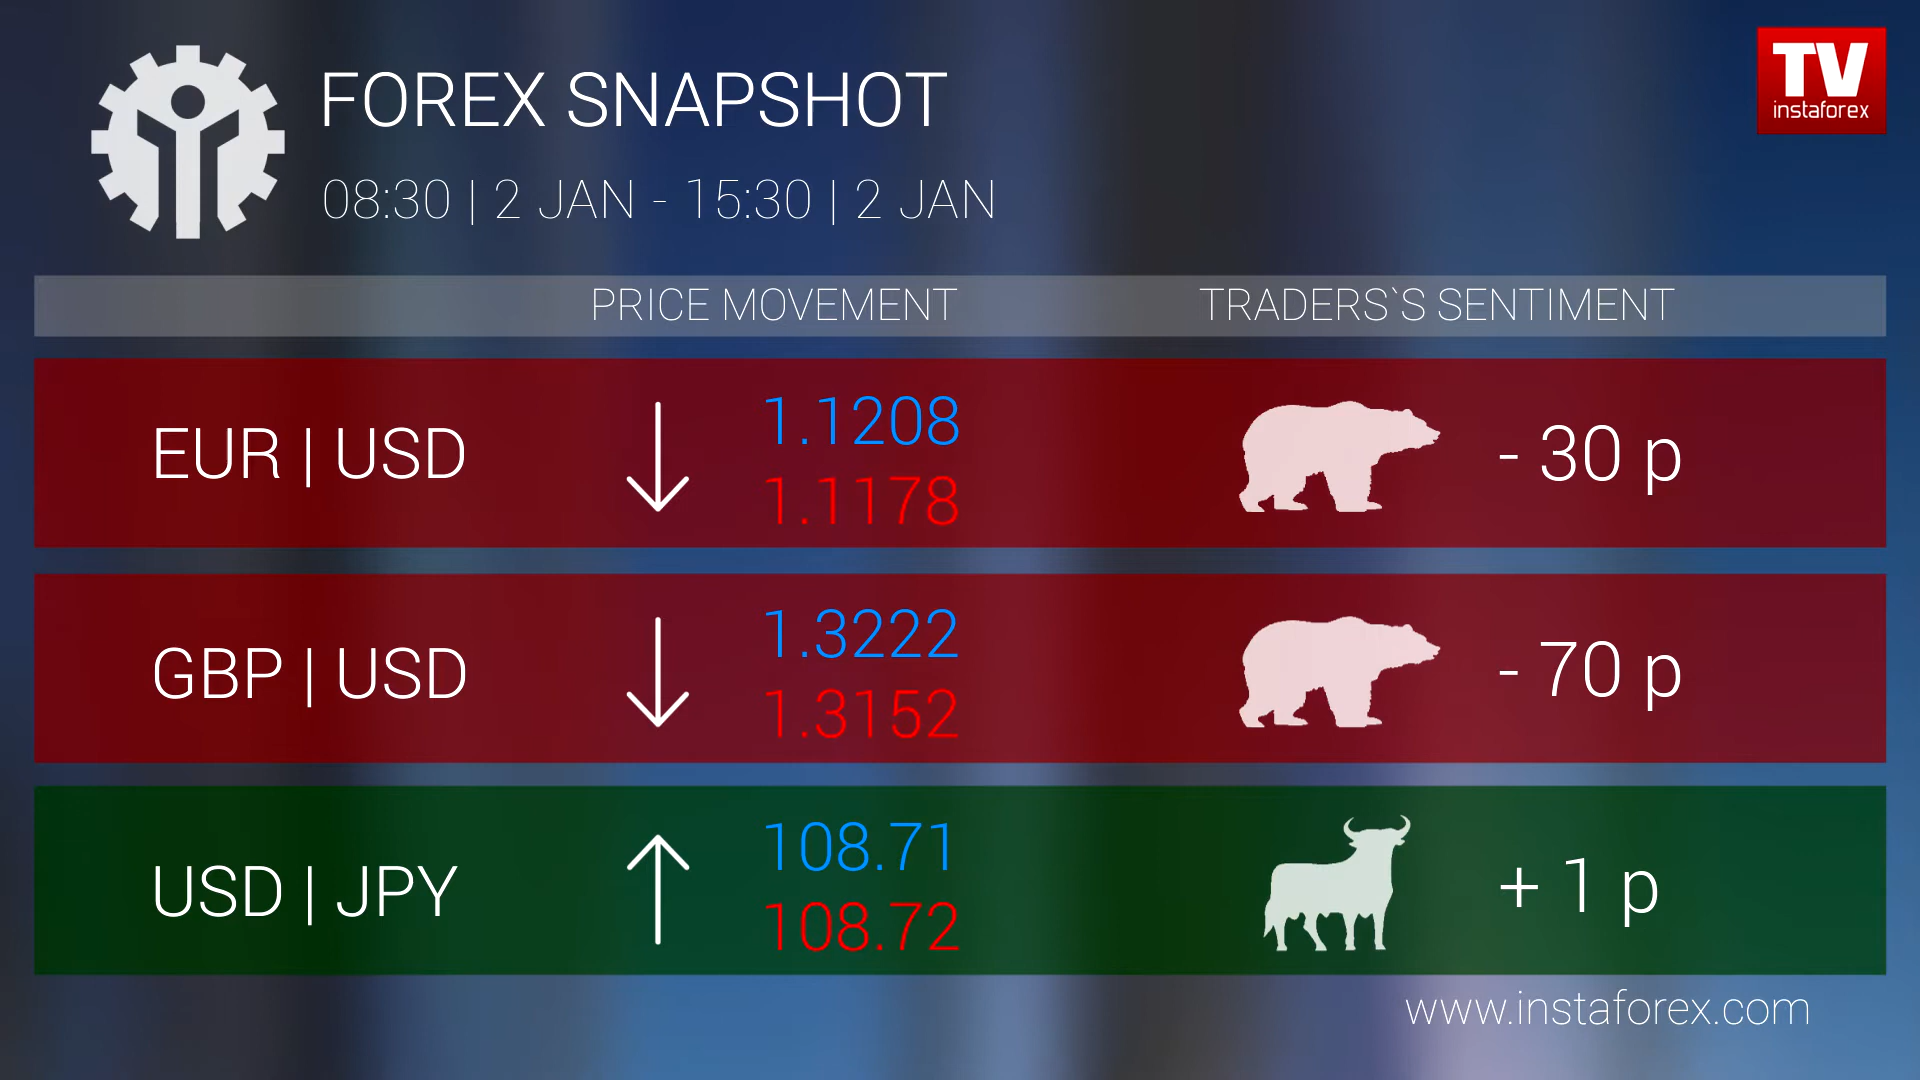 FOREX SNAPSHOT
TV
instaforex
08:30 | 2 JAN - 15:30 | 2 JAN
PRICE MOVEMENT TRADERS`S SENTIMENT
EUR | USD 1.1208 1.1178 - 30 p
GBP | USD 1.3222 1.3152 - 70 p
USD | JPY 108.71 108.72 + 1 p
www.instaforex.com